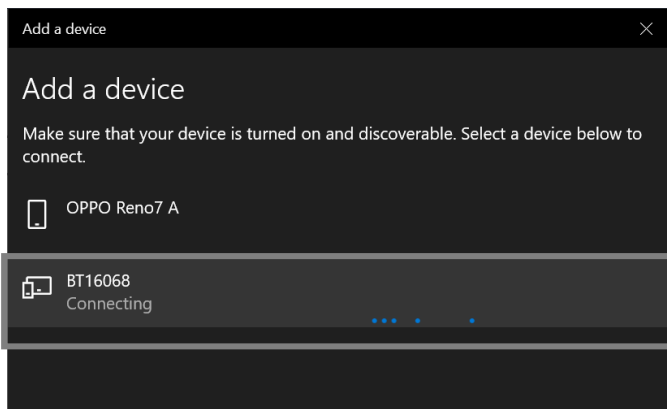 Add a device
Add a device
Make sure that your device is turned on and discoverable. Select a device below to
connect.
OPPO Reno7 A
BT16068
Connecting